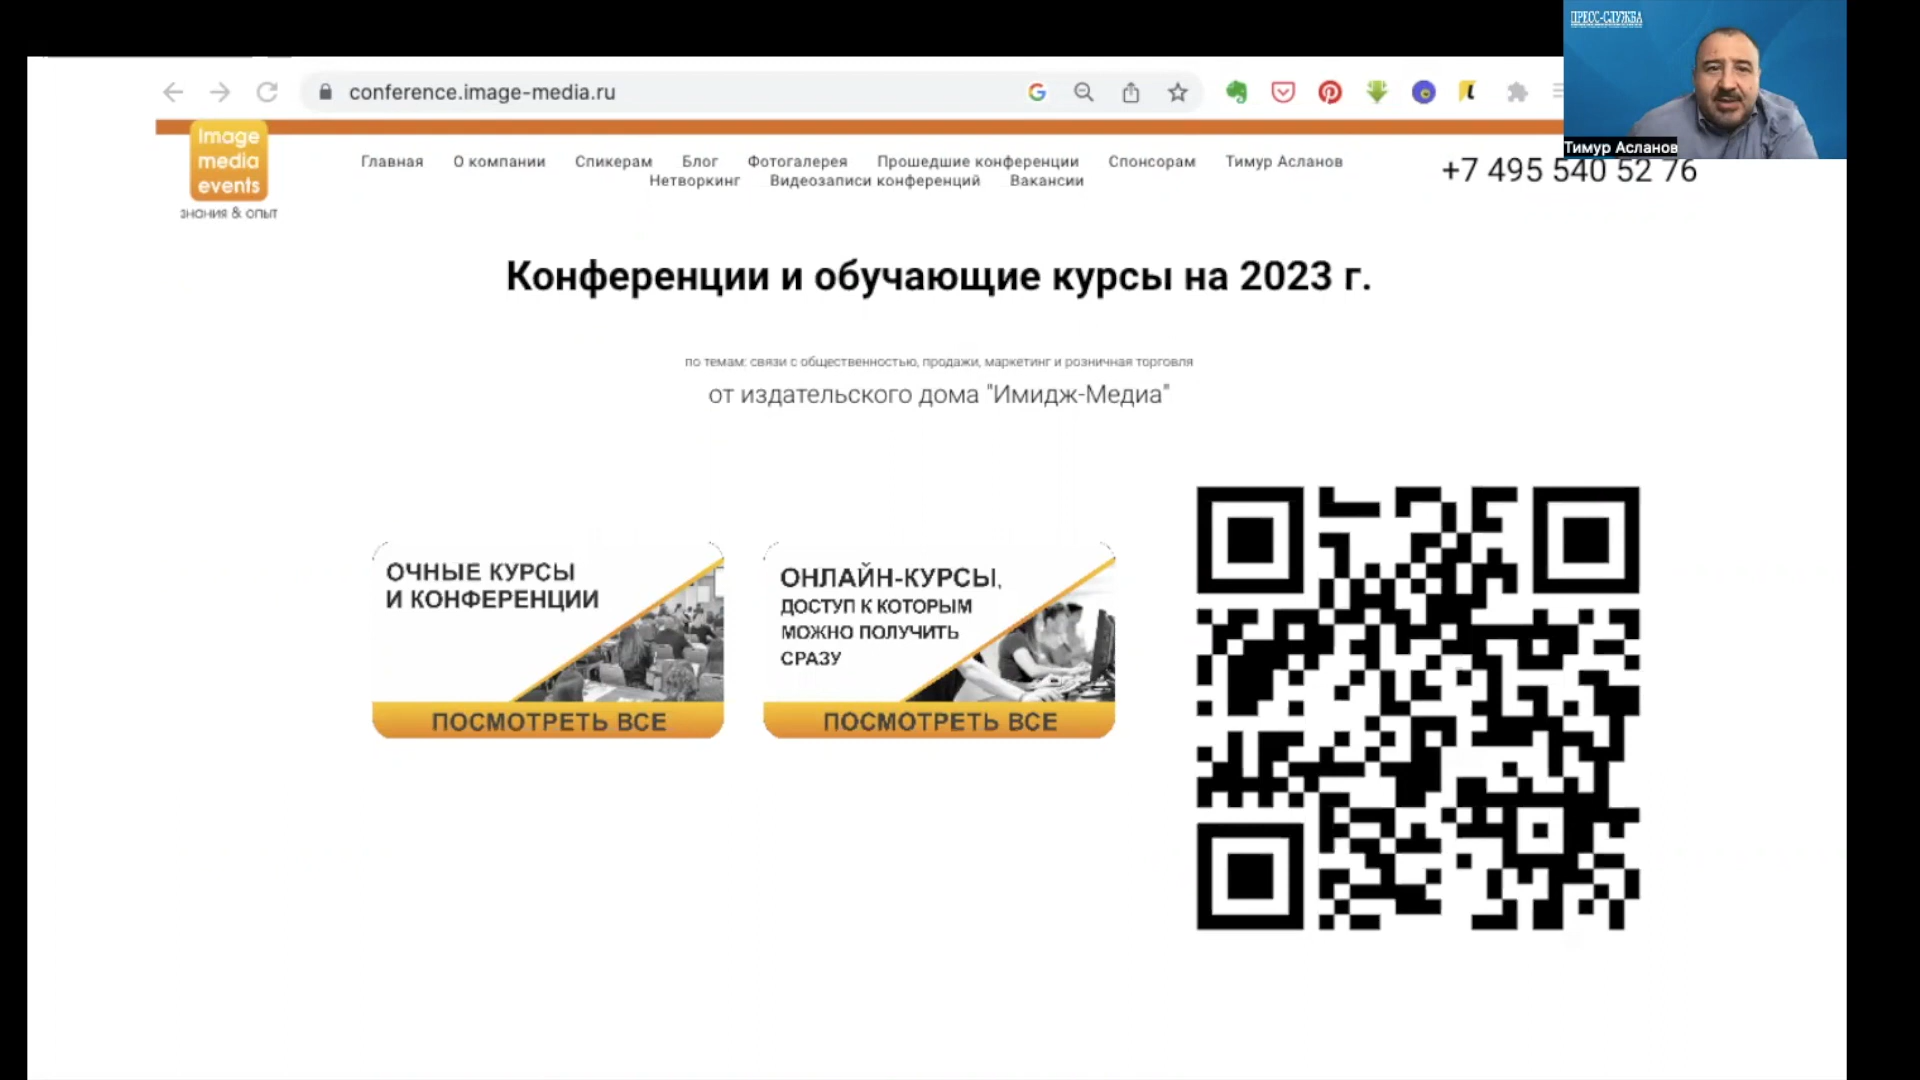 ПРЕСС-СЛУЖБА
Тимур Асланов
conference.image-media.ru
Image
media
events
знания & опыт
Главная О компании Спикерам Блог Фотогалерея Прошедшие конференции Спонсорам Тимур Асланов
Нетворкинг Видеозаписи конференций Вакансии
+7 495 540 52 76
Конференции и обучающие курсы на 2023 г.
по темам: связи с общественностью, продажи, маркетинг и розничная торговля
от издательского дома "Имидж-Медиа"
ОЧНЫЕ КУРСЫ
И КОНФЕРЕНЦИИ
ПОСМОТРЕТЬ ВСЕ
ОНЛАЙН-КУРСЫ,
ДОСТУП К КОТОРЫМ
МОЖНО ПОЛУЧИТЬ
СРАЗУ
ПОСМОТРЕТЬ ВСЕ